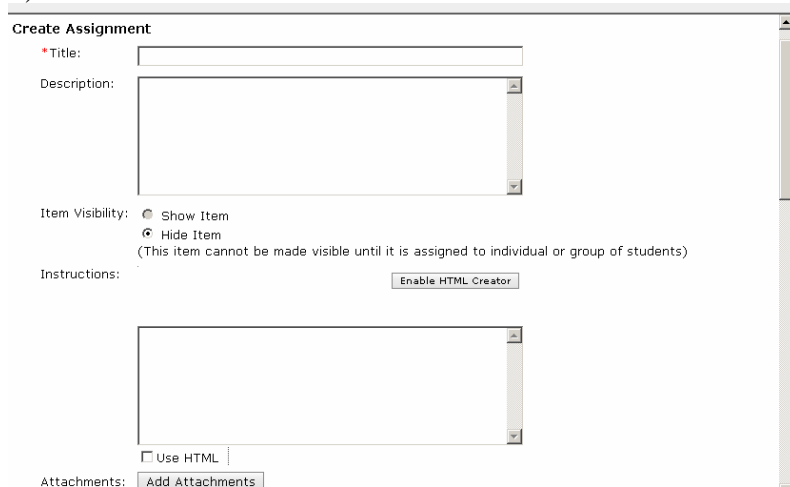 Create Assignment
*Title:
Description:
Item Visibility: Show Item
Hide Item
(This item cannot be made visible until it is assigned to individual or group of students)
Instructions: Enable HTML Creator
Use HTML
Attachments: Add Attachments